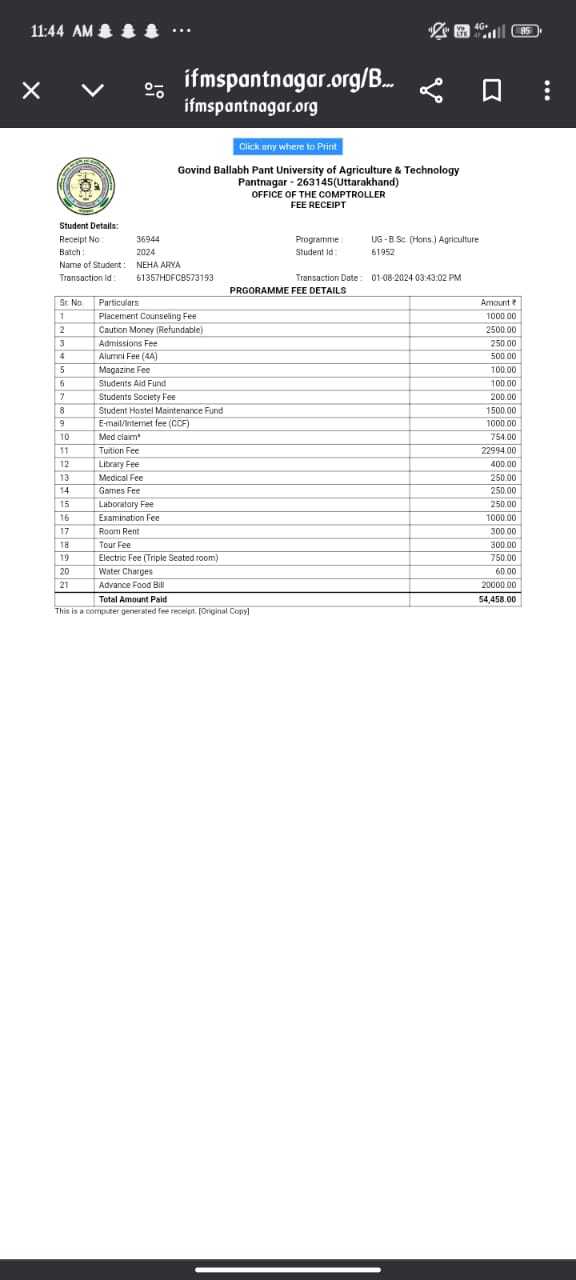 11:44 AM
4G+
85
ifmspantnagar.org/B...
ifmspantnagar.org
Click any where to Print
Govind Ballabh Pant University of Agriculture & Technology
Pantnagar - 263145(Uttarakhand)
OFFICE OF THE COMPTROLLER
FEE RECEIPT
Student Details:
Receipt No : 36944 Programme : UG - B.Sc. (Hons.) Agriculture
Batch : 2024 Student Id : 61952
Name of Student : NEHA ARYA
Transaction Id : 61357HDFCB573193 Transaction Date : 01-08-2024 03:43:02 PM
PRGORAMME FEE DETAILS
Sr. No. Particulars Amount ₹
1 Placement Counseling Fee 1000.00
2 Caution Money (Refundable) 2500.00
3 Admissions Fee 250.00
4 Alumni Fee (4A) 500.00
5 Magazine Fee 100.00
6 Students Aid Fund 100.00
7 Students Society Fee 200.00
8 Student Hostel Maintenance Fund 1500.00
9 E-mail/Internet fee (CCF) 1000.00
10 Med claim* 754.00
11 Tuition Fee 22994.00
12 Library Fee 400.00
13 Medical Fee 250.00
14 Games Fee 250.00
15 Laboratory Fee 250.00
16 Examination Fee 1000.00
17 Room Rent 300.00
18 Tour Fee 300.00
19 Electric Fee (Triple Seated room) 750.00
20 Water Charges 60.00
21 Advance Food Bill 20000.00
Total Amount Paid 54,458.00
This is a computer generated fee receipt. [Original Copy]